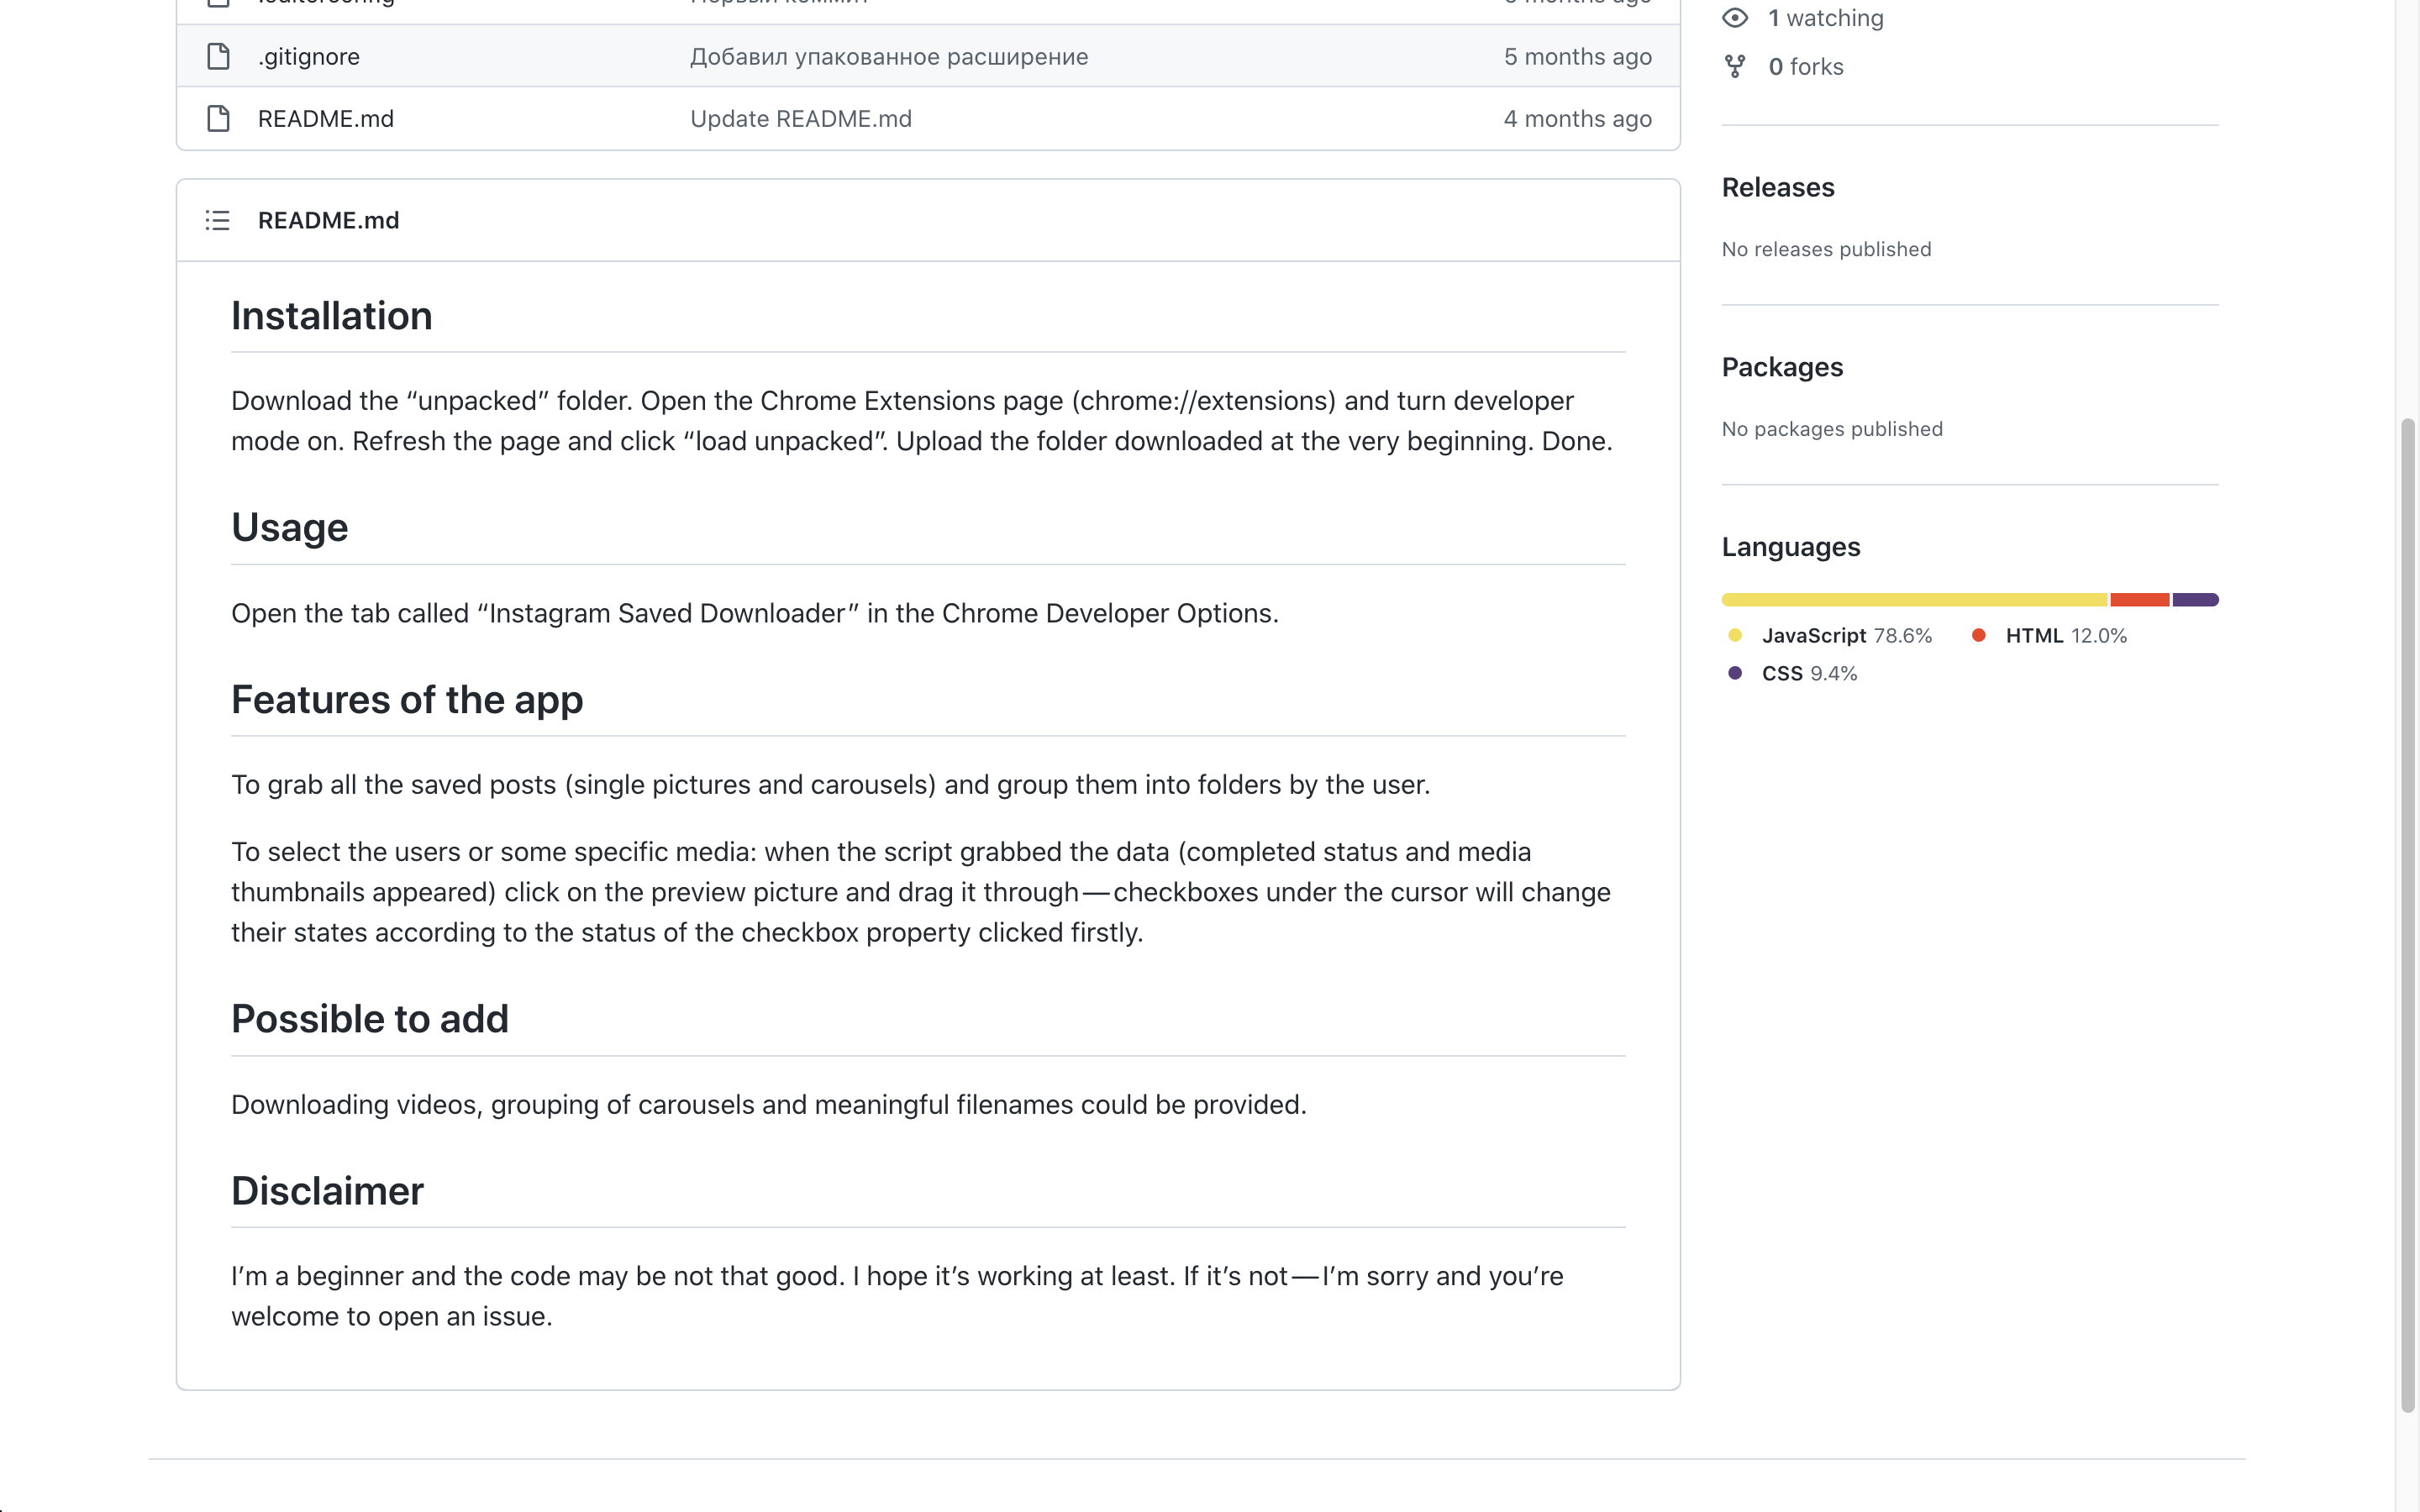 .gitignore
Добавил упакованное расширение
5 months ago
README.md
Update README.md
4 months ago
README.md
Installation
Download the “unpacked” folder. Open the Chrome Extensions page (chrome://extensions) and turn developer
mode on. Refresh the page and click “load unpacked”. Upload the folder downloaded at the very beginning. Done.
Usage
Open the tab called “Instagram Saved Downloader” in the Chrome Developer Options.
Features of the app
To grab all the saved posts (single pictures and carousels) and group them into folders by the user.
To select the users or some specific media: when the script grabbed the data (completed status and media
thumbnails appeared) click on the preview picture and drag it through — checkboxes under the cursor will change
their states according to the status of the checkbox property clicked firstly.
Possible to add
Downloading videos, grouping of carousels and meaningful filenames could be provided.
Disclaimer
I’m a beginner and the code may be not that good. I hope it’s working at least. If it’s not — I’m sorry and you’re
welcome to open an issue.
1 watching
0 forks
Releases
No releases published
Packages
No packages published
Languages
JavaScript 78.6%
HTML 12.0%
CSS 9.4%